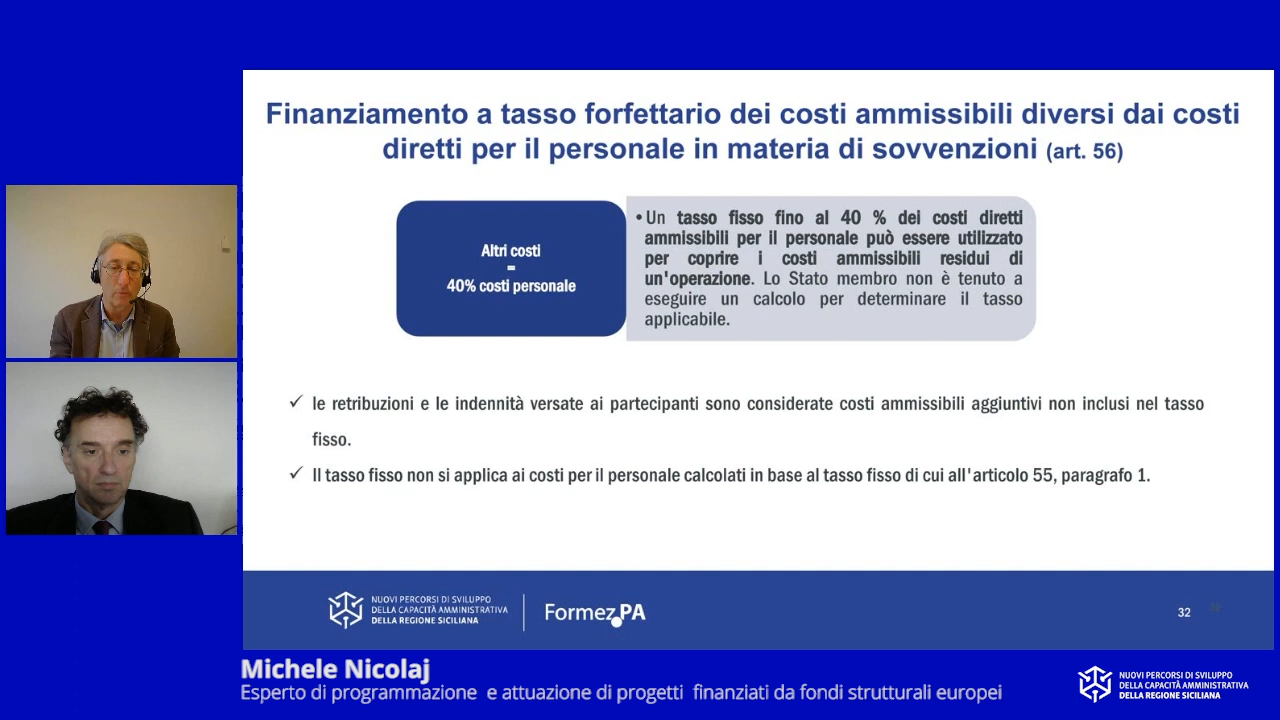 Finanziamento a tasso forfettario dei costi ammissibili diversi dai costi
diretti per il personale in materia di sovvenzioni (art. 56)
Altri costi
=
40% costi personale
•Un tasso fisso fino al 40 % dei costi diretti
ammissibili per il personale può essere utilizzato
per coprire i costi ammissibili residui di
un'operazione. Lo Stato membro non è tenuto a
eseguire un calcolo per determinare il tasso
applicabile.
✓ le retribuzioni e le indennità versate ai partecipanti sono considerate costi ammissibili aggiuntivi non inclusi nel tasso
fisso.
✓ Il tasso fisso non si applica ai costi per il personale calcolati in base al tasso fisso di cui all'articolo 55, paragrafo 1.
NUOVI PERCORSI DI SVILUPPO
DELLA CAPACITÀ AMMINISTRATIVA
DELLA REGIONE SICILIANA
Formez.PA
32
Michele Nicolaj
Esperto di programmazione e attuazione di progetti finanziati da fondi strutturali europei
NUOVI PERCORSI DI SVILUPPO
DELLA CAPACITÀ AMMINISTRATIVA
DELLA REGIONE SICILIANA